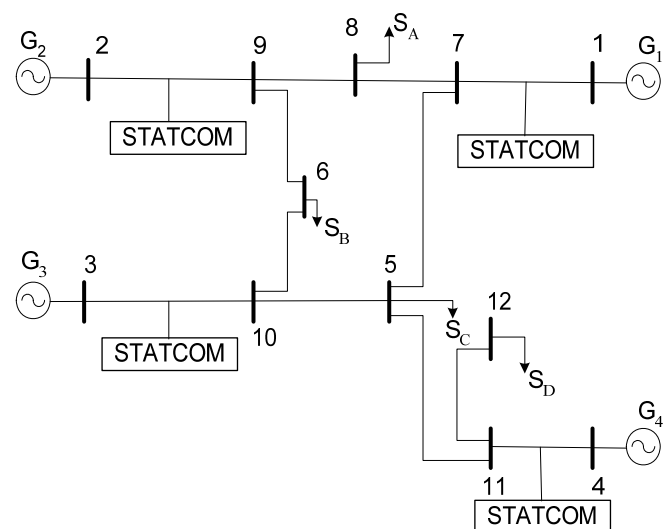 G2 2 9 8 SA 7 1 G1
STATCOM STATCOM
6
SB
G3 3 10 5 12
STATCOM SC
SD
G4
11 4
STATCOM